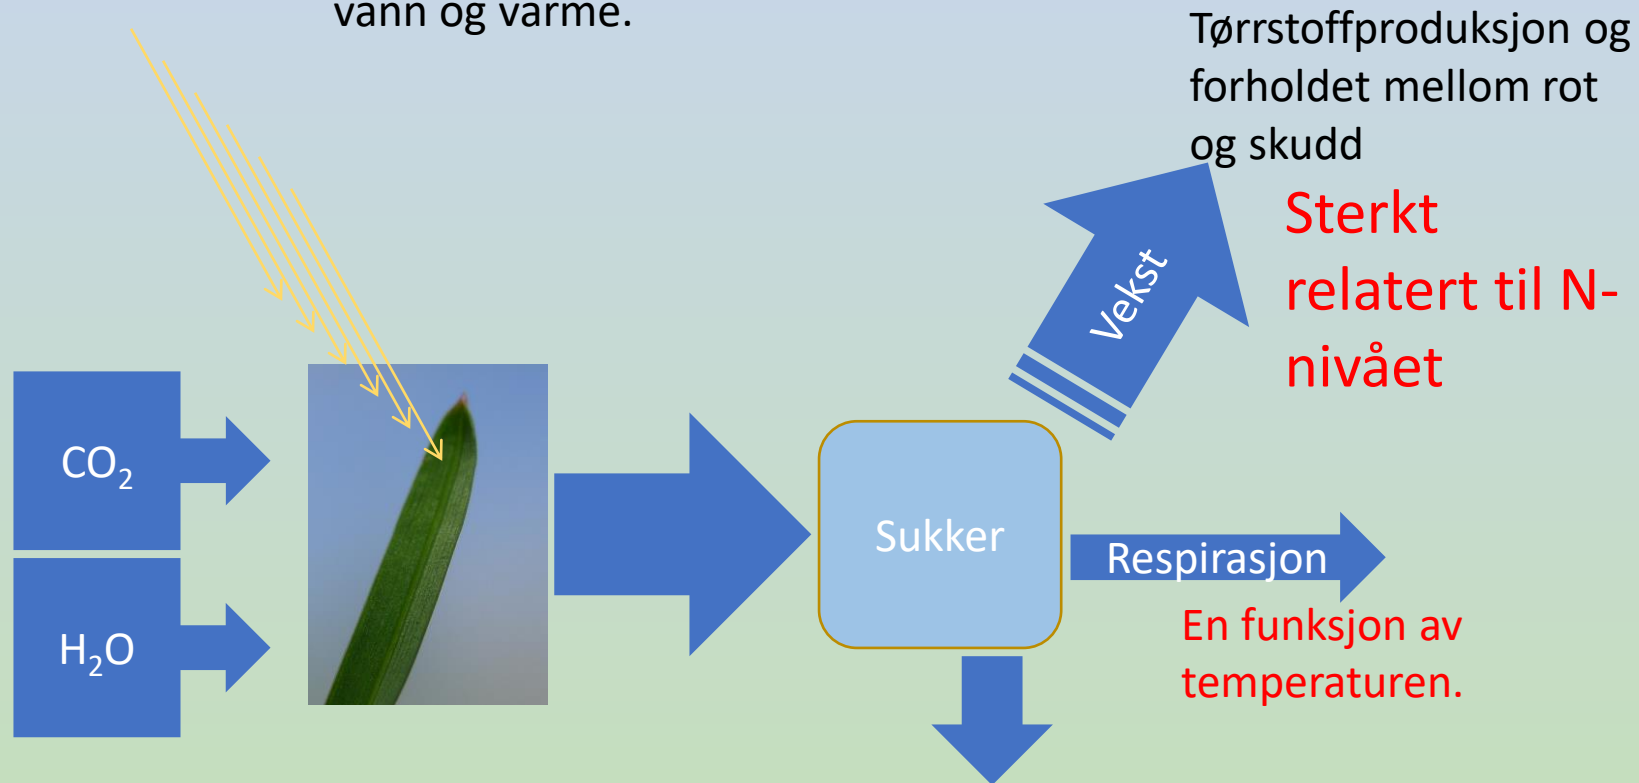 vann og varme.
Tørrstoffproduksjon og
forholdet mellom rot
og skudd
Sterkt
relatert til N-
nivået
Vekst
CO₂
Sukker
Respirasjon
H₂O
En funksjon av
temperaturen.